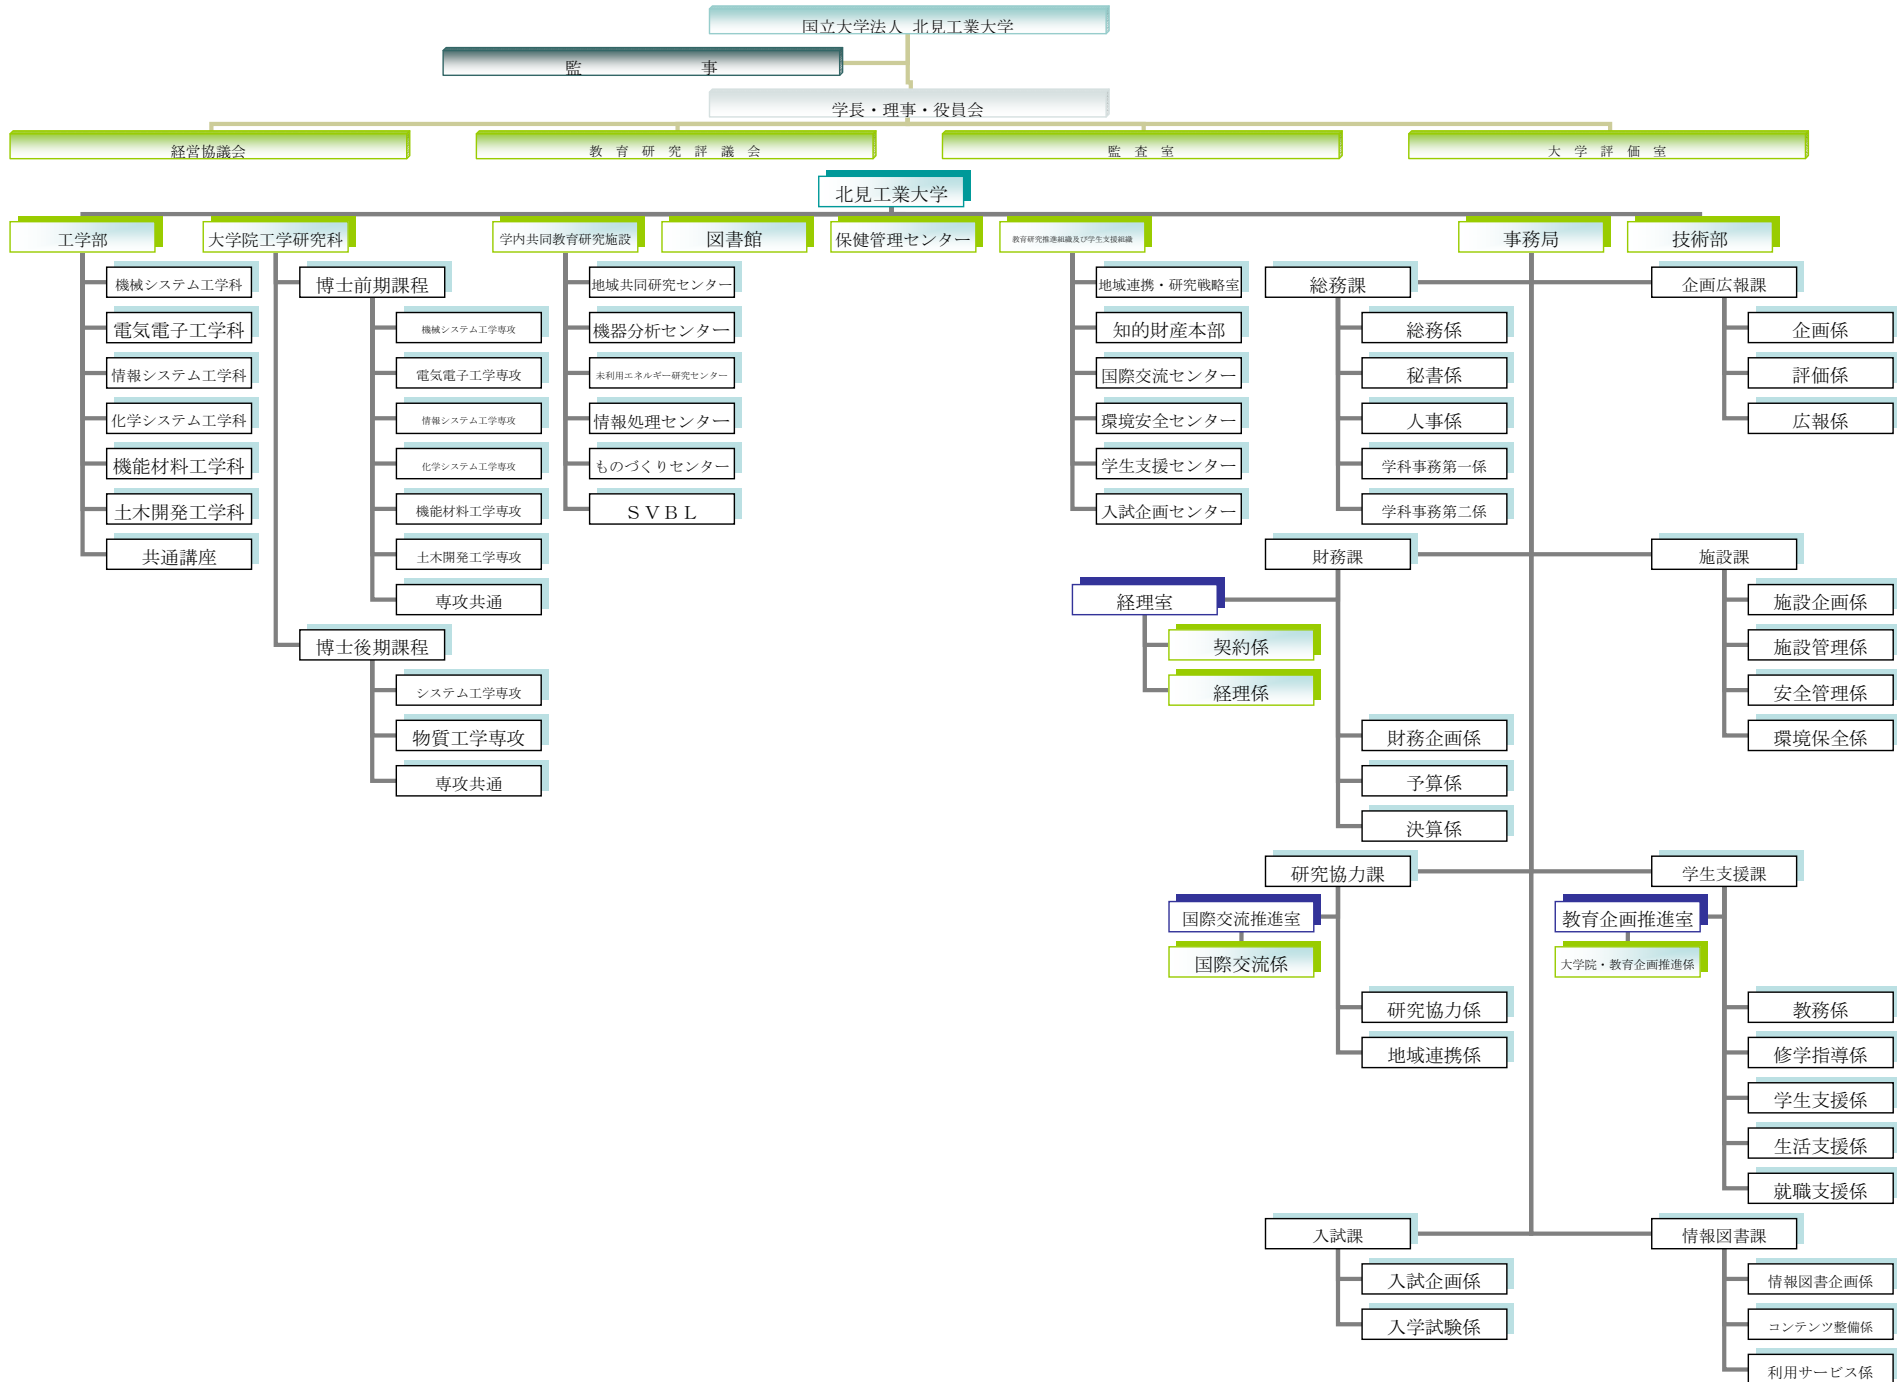 国立大学法人 北見工業大学
監 事
学長・理事・役員会
経営協議会
教 育 研 究 評 議 会
監 査 室
大 学 評 価 室
北見工業大学
工学部
大学院工学研究科
学内共同教育研究施設
図書館
保健管理センター
教育研究推進組織及び学生支援組織
事務局
技術部
機械システム工学科
電気電子工学科
情報システム工学科
化学システム工学科
機能材料工学科
土木開発工学科
共通講座
博士前期課程
機械システム工学専攻
電気電子工学専攻
情報システム工学専攻
化学システム工学専攻
機能材料工学専攻
土木開発工学専攻
専攻共通
博士後期課程
システム工学専攻
物質工学専攻
専攻共通
地域共同研究センター
機器分析センター
未利用エネルギー研究センター
情報処理センター
ものづくりセンター
ＳＶＢＬ
地域連携・研究戦略室
知的財産本部
国際交流センター
環境安全センター
学生支援センター
入試企画センター
総務課
総務係
秘書係
人事係
学科事務第一係
学科事務第二係
企画広報課
企画係
評価係
広報係
財務課
経理室
契約係
経理係
財務企画係
予算係
決算係
施設課
施設企画係
施設管理係
安全管理係
環境保全係
研究協力課
国際交流推進室
国際交流係
研究協力係
地域連携係
学生支援課
教育企画推進室
大学院・教育企画推進係
教務係
修学指導係
学生支援係
生活支援係
就職支援係
入試課
入試企画係
入学試験係
情報図書課
情報図書企画係
コンテンツ整備係
利用サービス係